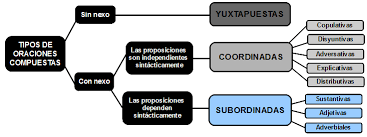 TIPOS DE
ORACIONES
COMPUESTAS
Sin nexo
YUXTAPUESTAS
Con nexo
Las proposiciones
son independientes
sintácticamente
COORDINADAS
Copulativas
Disyuntivas
Adversativas
Explicativas
Distributivas
Las proposiciones
dependen
sintácticamente
SUBORDINADAS
Sustantivas
Adjetivas
Adverbiales